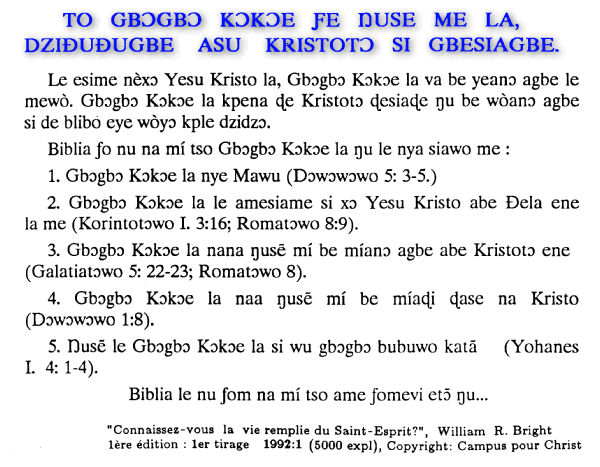 TO GBƆGBƆ KƆKƆE ƑE ŊUSE ME LA,
DZIÐUÐUGBE ASU KRISTOTƆ SI GBESIAGBE.
Le esime nèxɔ Yesu Kristo la, Gbɔgbɔ Kɔkɔe la va be yeanɔ agbe le
mewò. Gbɔgbɔ Kɔkɔe la kpena ɖe Kristotɔ ɖesiaɖe ŋu be wòanɔ agbe
si de blibo eye wòyɔ kple dzidzɔ.
Biblia ƒo nu na mí tso Gbɔgbɔ Kɔkɔe la ŋu le nya siawo me :
1. Gbɔgbɔ Kɔkɔe la nye Mawu (Dɔwɔwɔwo 5: 3-5.)
2. Gbɔgbɔ Kɔkɔe la le amesiame si xɔ Yesu Kristo abe Ðela ene
la me (Korintotɔwo I. 3:16; Romatɔwo 8:9).
3. Gbɔgbɔ Kɔkɔe la nana ŋusẽ mí be míanɔ agbe abe Kristotɔ ene
(Galatiatɔwo 5: 22-23; Romatɔwo 8).
4. Gbɔgbɔ Kɔkɔe la naa ŋusẽ mí be míaɖi ɖase na Kristo
(Dɔwɔwɔwo 1:8).
5. Ŋusẽ le Gbɔgbɔ Kɔkɔe la si wu gbɔgbɔ bubuwo katã (Yohanes
I. 4: 1-4).
Biblia le nu ƒom na mí tso ame ƒomevi etɔ̃ ŋu...
"Connaissez-vous la vie remplie du Saint-Esprit?", William R. Bright
1ère édition : 1er tirage 1992:1 (5000 expl), Copyright: Campus pour Christ